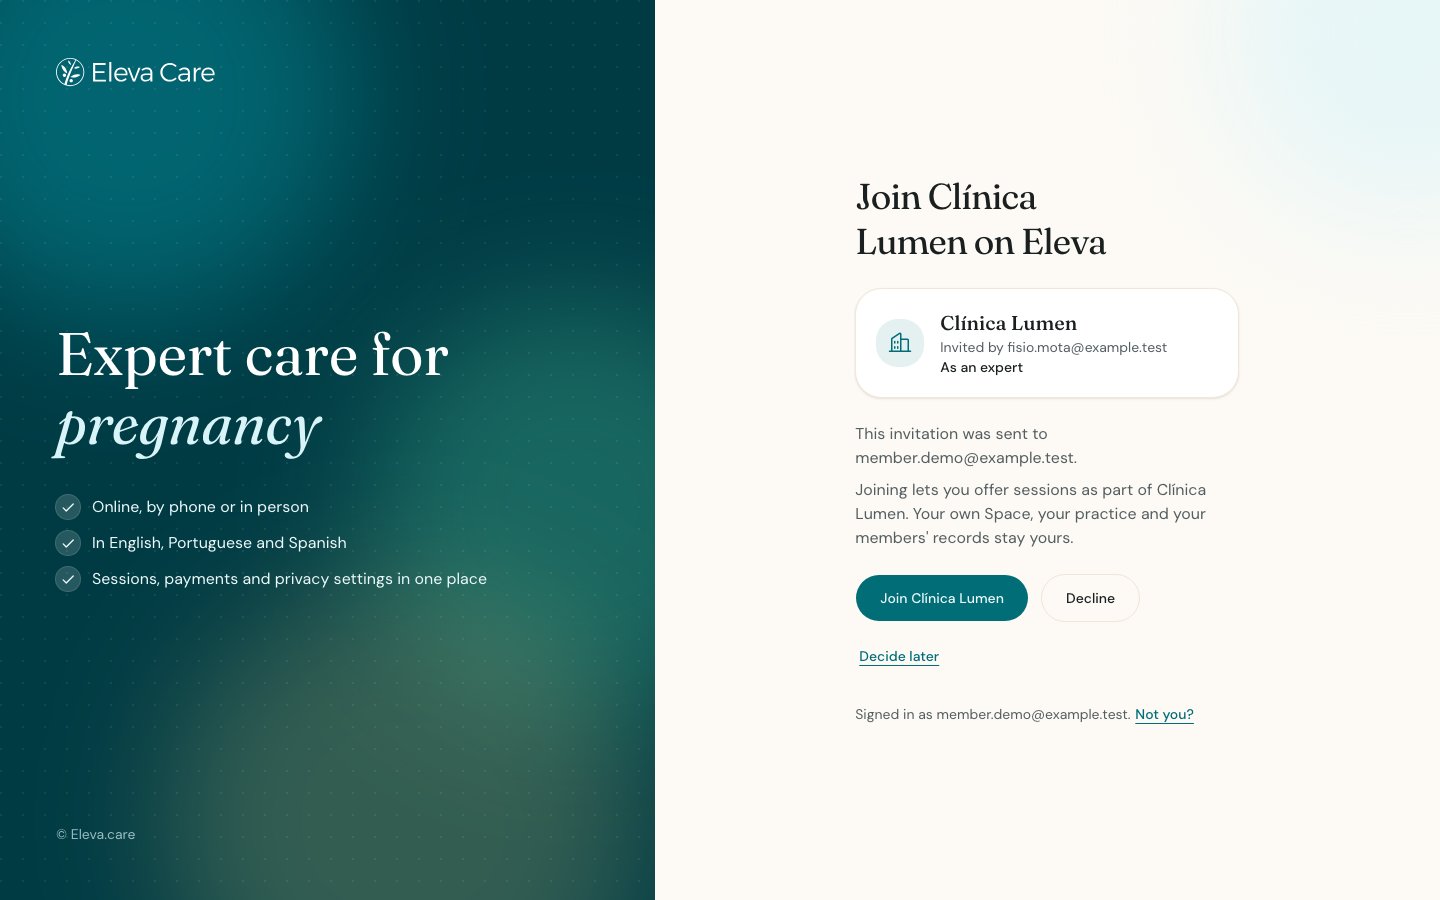 Eleva Care
Expert care for
pregnancy
Online, by phone or in person
In English, Portuguese and Spanish
Sessions, payments and privacy settings in one place
© Eleva.care
Join Clínica
Lumen on Eleva
Clínica Lumen
Invited by fisio.mota@example.test
As an expert
This invitation was sent to
member.demo@example.test.
Joining lets you offer sessions as part of Clínica
Lumen. Your own Space, your practice and your
members' records stay yours.
Join Clínica Lumen
Decline
Decide later
Signed in as member.demo@example.test. Not you?